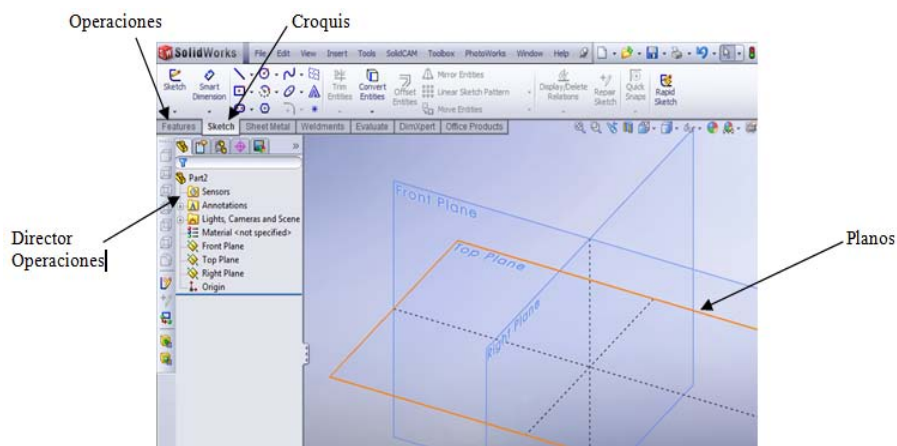 Operaciones
Croquis
SolidWorks File Edit View Insert Tools SolidCAM Toolbox PhotoWorks Window Help
Sketch
Smart Dimension
Trim Entities
Convert Entities
Offset Entities
Mirror Entities
Linear Sketch Pattern
Move Entities
Display/Delete Relations
Repair Sketch
Quick Snaps
Rapid Sketch
Features Sketch Sheet Metal Weldments Evaluate DimXpert Office Products
Part2
Sensors
Annotations
Lights, Cameras and Scene
Material <not specified>
Front Plane
Top Plane
Right Plane
Origin
Front Plane
Top Plane
Right Plane
Director
Operaciones
Planos